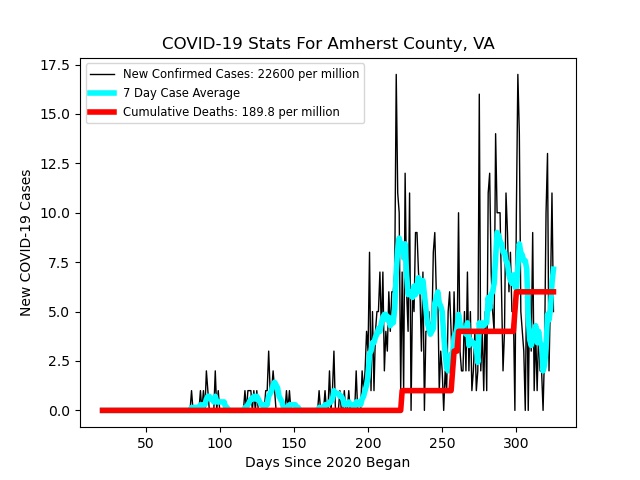 COVID-19 Stats For Amherst County, VA
17.5
15.0
12.5
10.0
7.5
5.0
2.5
0.0
New COVID-19 Cases
New Confirmed Cases: 22600 per million
7 Day Case Average
Cumulative Deaths: 189.8 per million
50 100 150 200 250 300
Days Since 2020 Began